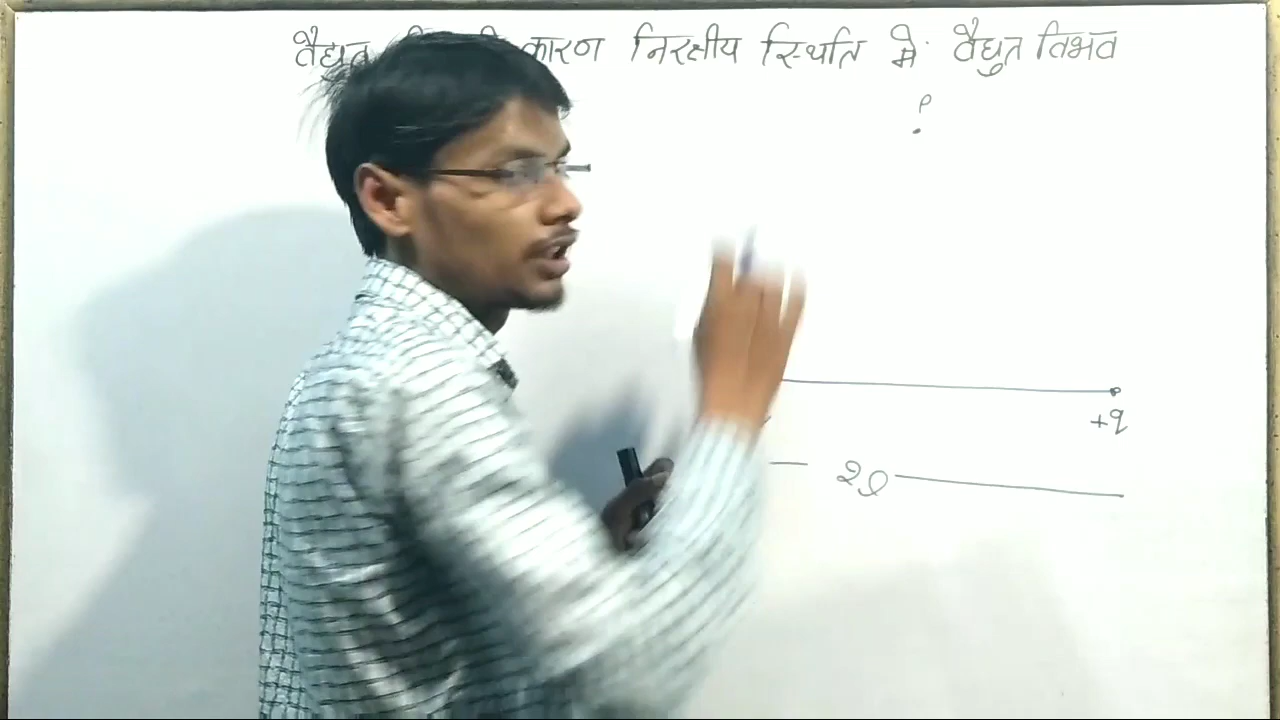 वैद्युत कारण निरक्षीय स्थिति में वैद्युत विभव
?
+q
2l